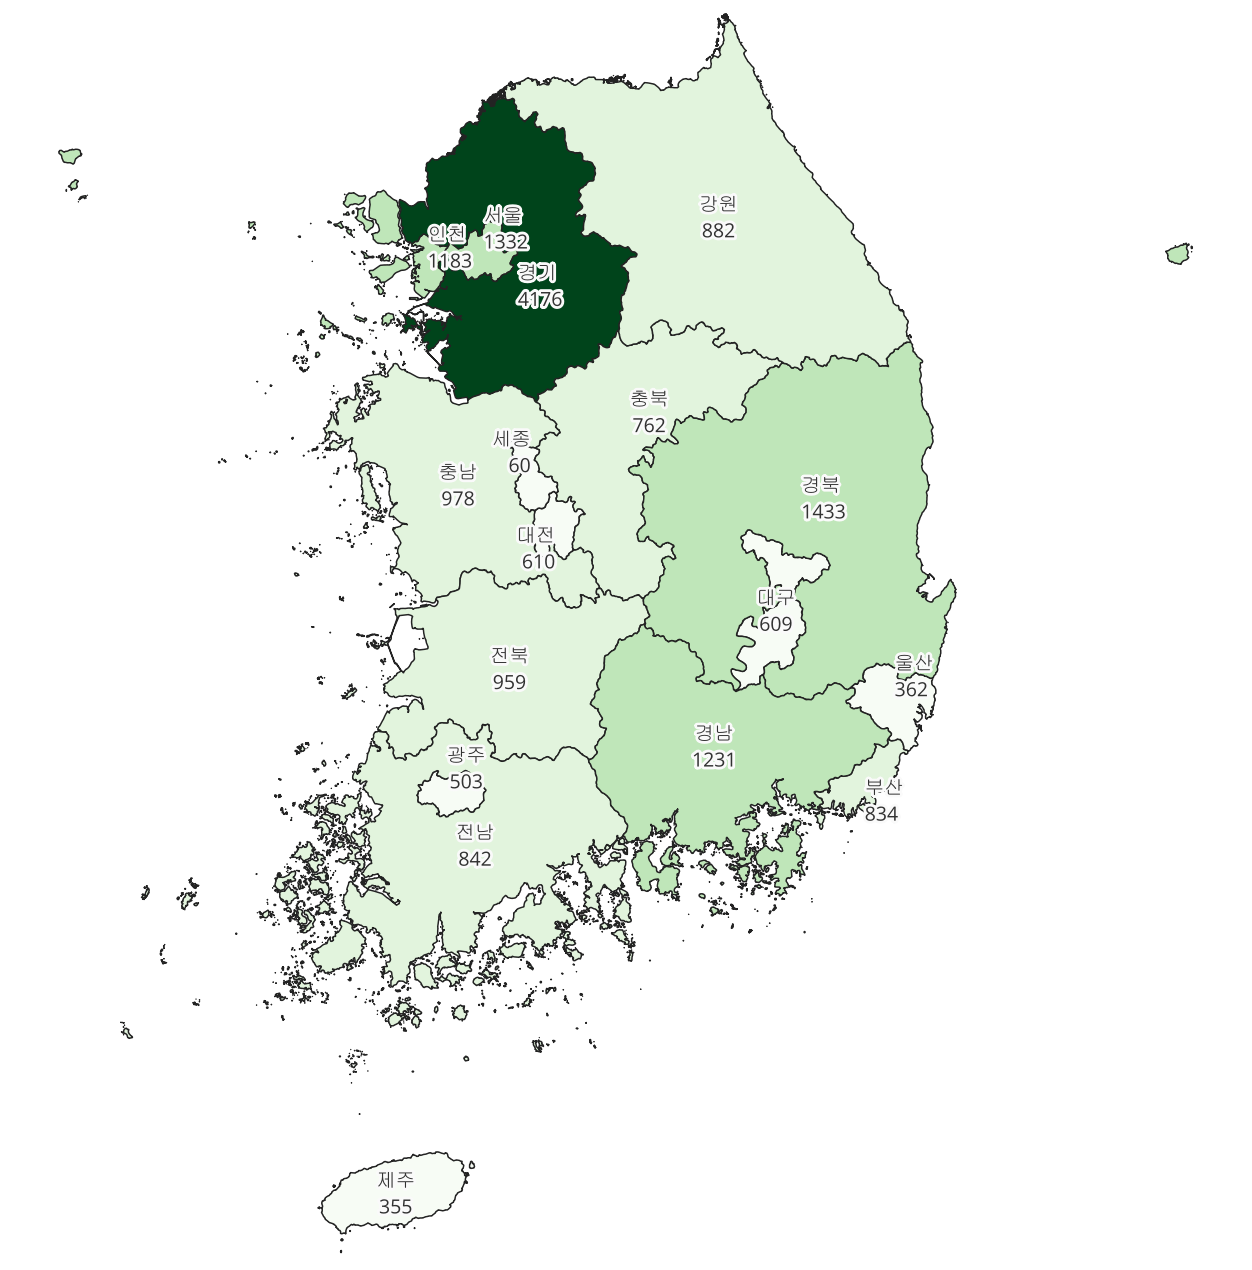 강원
882
서울
1332
인천
1183
경기
4176
충북
762
세종
60
충남
978
경북
1433
대전
610
대구
609
전북
959
울산
362
경남
1231
광주
503
부산
834
전남
842
제주
355